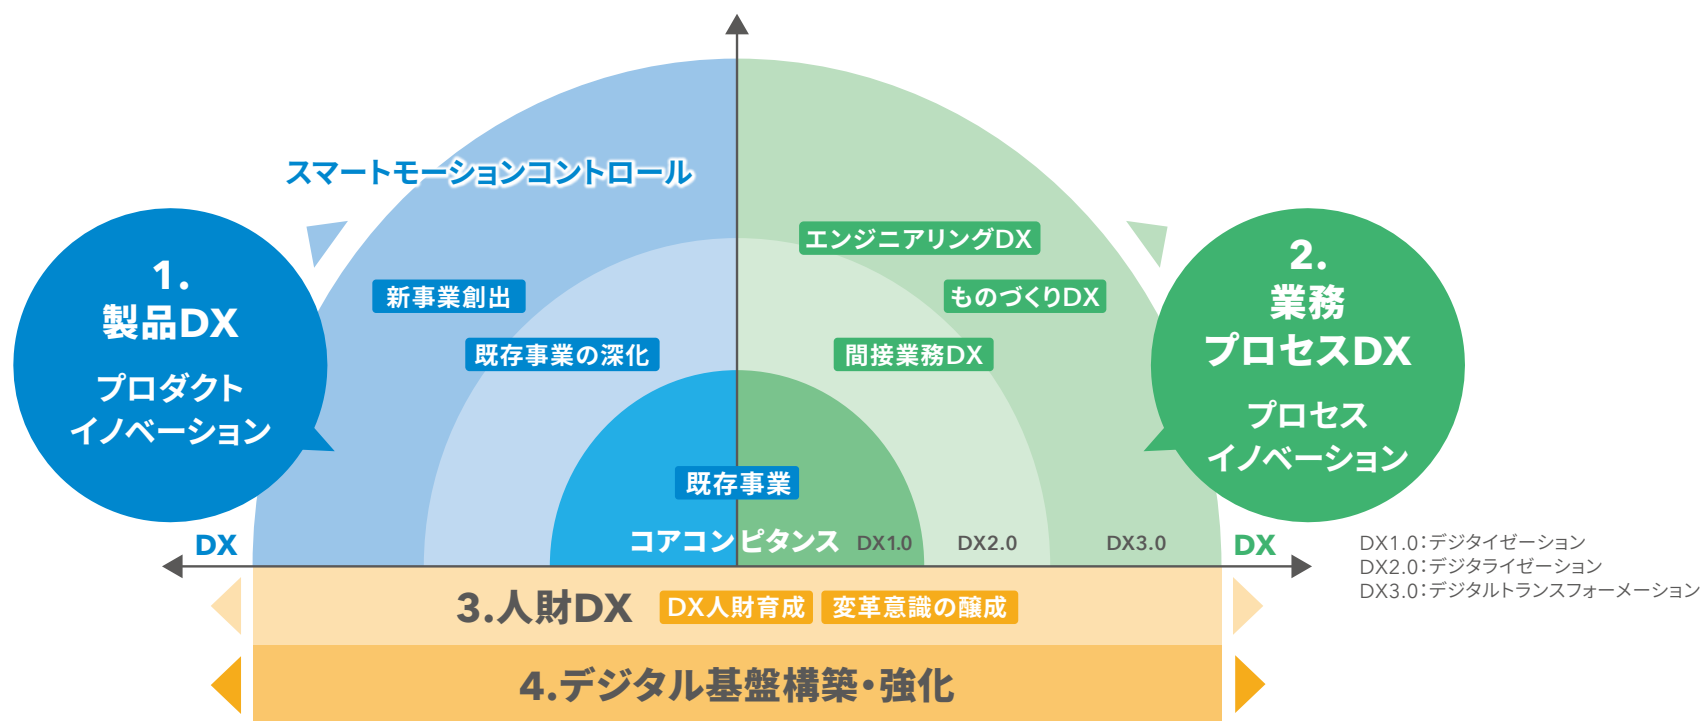 スマートモーションコントロール
1.
製品DX
プロダクト
イノベーション
新事業創出
既存事業の深化
エンジニアリングDX
ものづくりDX
間接業務DX
2.
業務
プロセスDX
プロセス
イノベーション
既存事業
コアコンピタンス
DX1.0
DX2.0
DX3.0
DX
DX
DX1.0：デジタイゼーション
DX2.0：デジタライゼーション
DX3.0：デジタルトランスフォーメーション
3.人財DX
DX人財育成
変革意識の醸成
4.デジタル基盤構築・強化